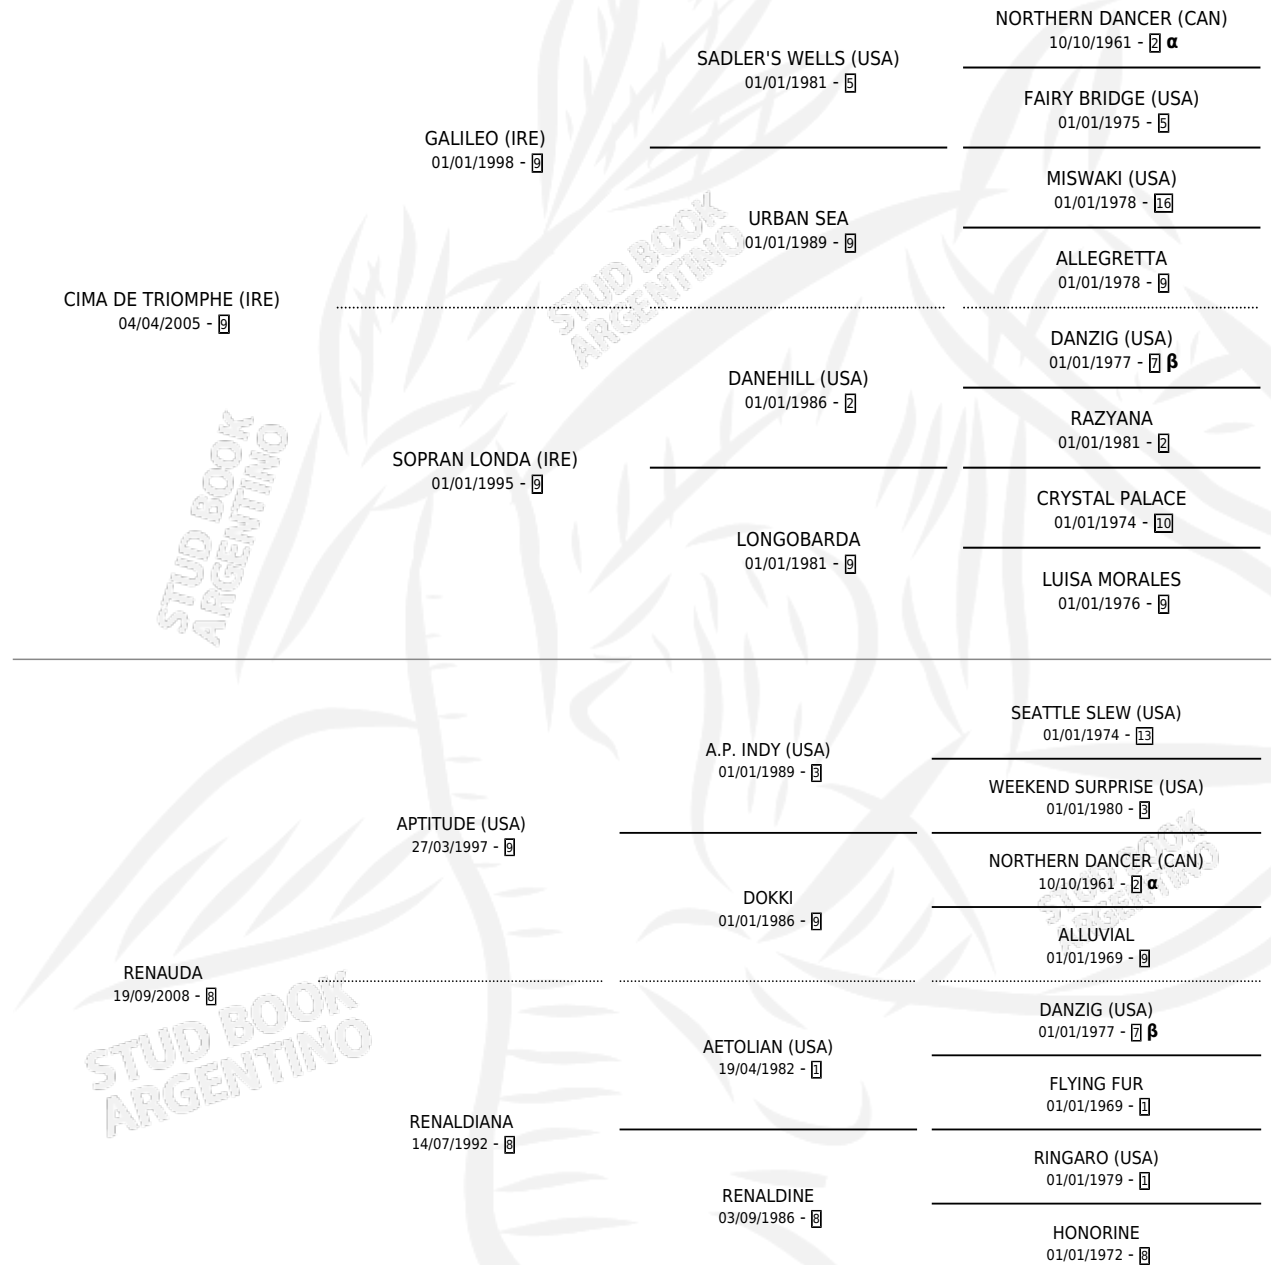 NORTHERN DANCER (CAN)
10/10/1961 - 2 α
SADLER'S WELLS (USA)
01/01/1981 - 5
FAIRY BRIDGE (USA)
01/01/1975 - 5
GALILEO (IRE)
01/01/1998 - 9
MISWAKI (USA)
01/01/1978 - 16
URBAN SEA
01/01/1989 - 9
ALLEGRETTA
01/01/1978 - 9
STUD BOOK
ARGENTINO
CIMA DE TRIOMPHE (IRE)
04/04/2005 - 9
DANZIG (USA)
01/01/1977 - 7 β
DANEHILL (USA)
01/01/1986 - 2
RAZYANA
01/01/1981 - 2
SOPRAN LONDA (IRE)
01/01/1995 - 9
CRYSTAL PALACE
01/01/1974 - 10
LONGOBARDA
01/01/1981 - 9
LUISA MORALES
01/01/1976 - 9
STUD BOOK
ARGENTINO
SEATTLE SLEW (USA)
01/01/1974 - 13
A.P. INDY (USA)
01/01/1989 - 3
WEEKEND SURPRISE (USA)
01/01/1980 - 3
APTITUDE (USA)
27/03/1997 - 9
NORTHERN DANCER (CAN)
10/10/1961 - 2 α
DOKKI
01/01/1986 - 9
ALLUVIAL
01/01/1969 - 9
STUD BOOK
ARGENTINO
RENAUDA
19/09/2008 - 8
DANZIG (USA)
01/01/1977 - 7 β
AETOLIAN (USA)
19/04/1982 - 1
FLYING FUR
01/01/1969 - 1
STUD BOOK
ARGENTINO
RENALDIANA
14/07/1992 - 8
RINGARO (USA)
01/01/1979 - 1
RENALDINE
03/09/1986 - 8
HONORINE
01/01/1972 - 8